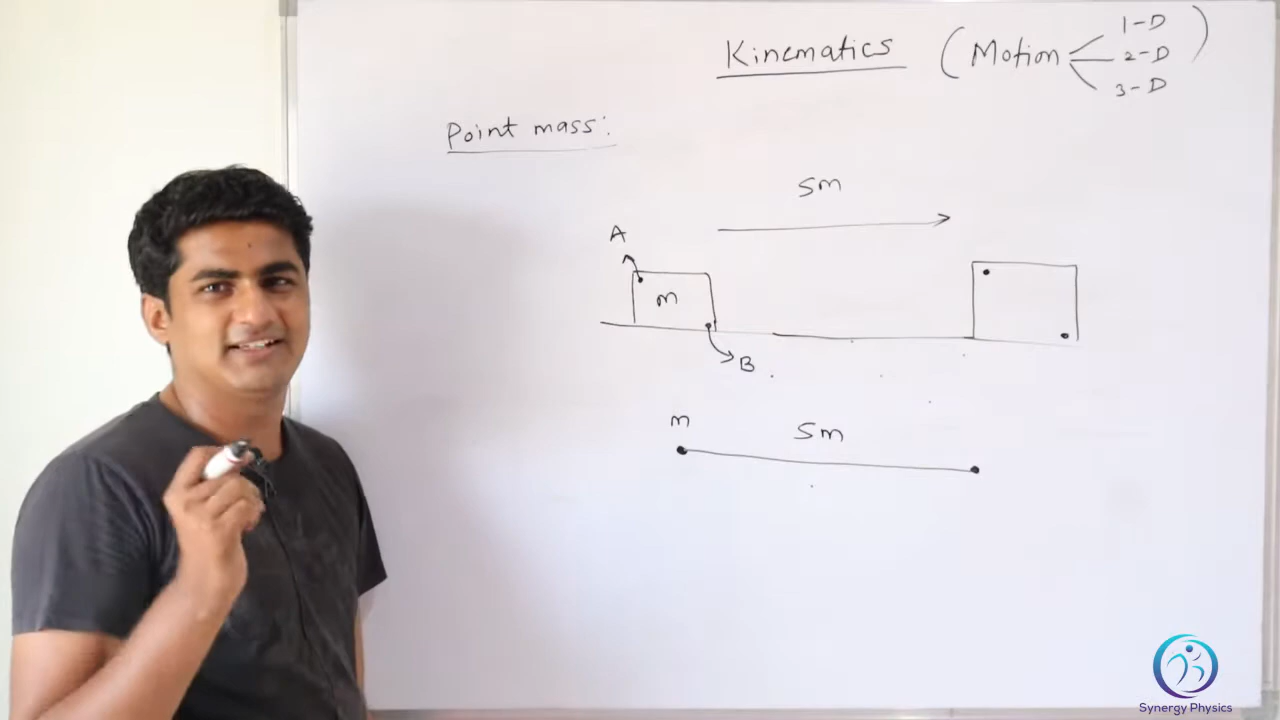 Kinematics (Motion 1-D
2-D
3-D)
Point mass:
5m
A
m
B
m
5m
Synergy Physics